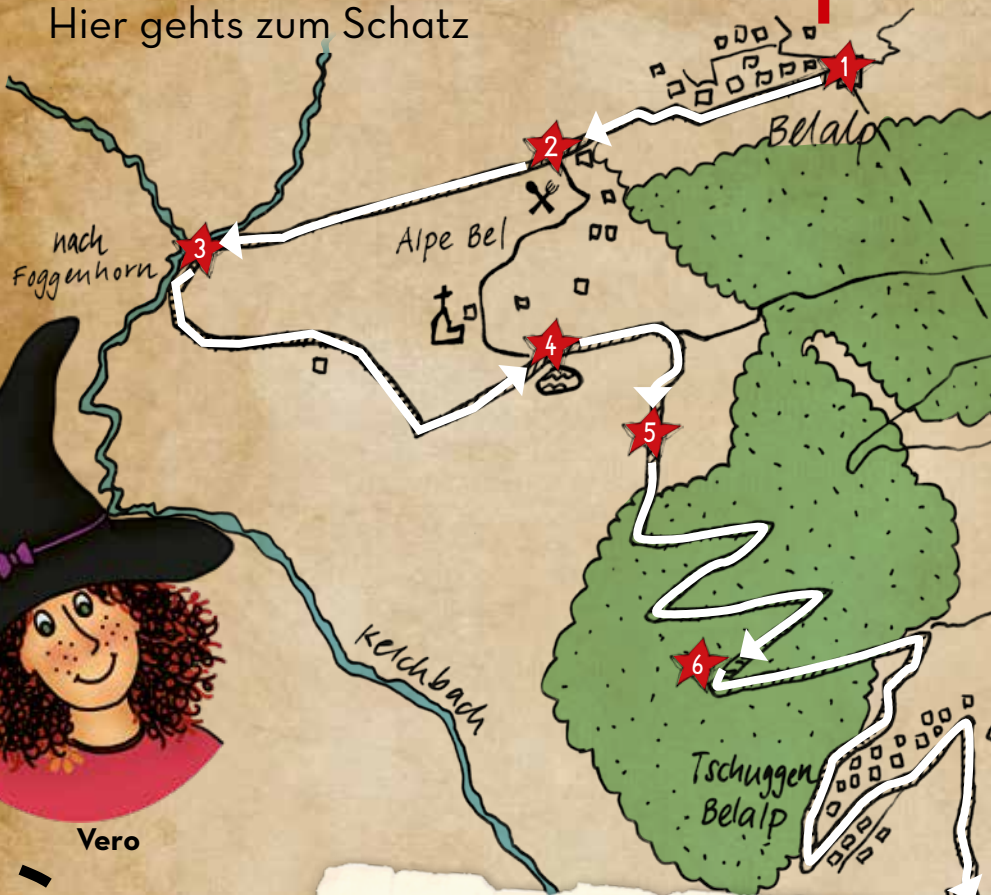 Hier gehts zum Schatz
1
Belalp
2
Alpe Bel
3
nach
Foggenhorn
4
5
Kelchbach
6
Tschuggen
Belalp
Vero